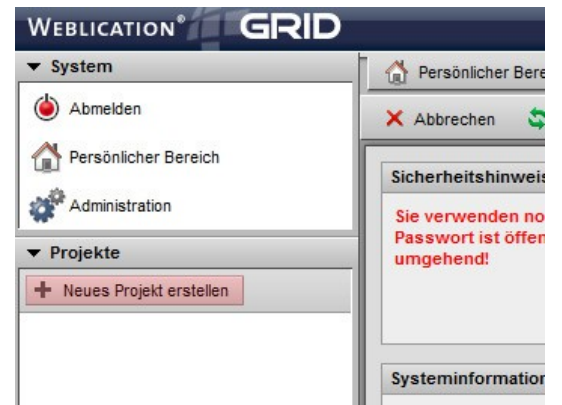 WEBLICATION® GRID
System
Abmelden
Persönlicher Bereich
Administration
Projekte
Neues Projekt erstellen
Persönlicher Bere
Abbrechen
Sicherheitshinweis
Sie verwenden no
Passwort ist öffen
umgehend!
Systeminformation